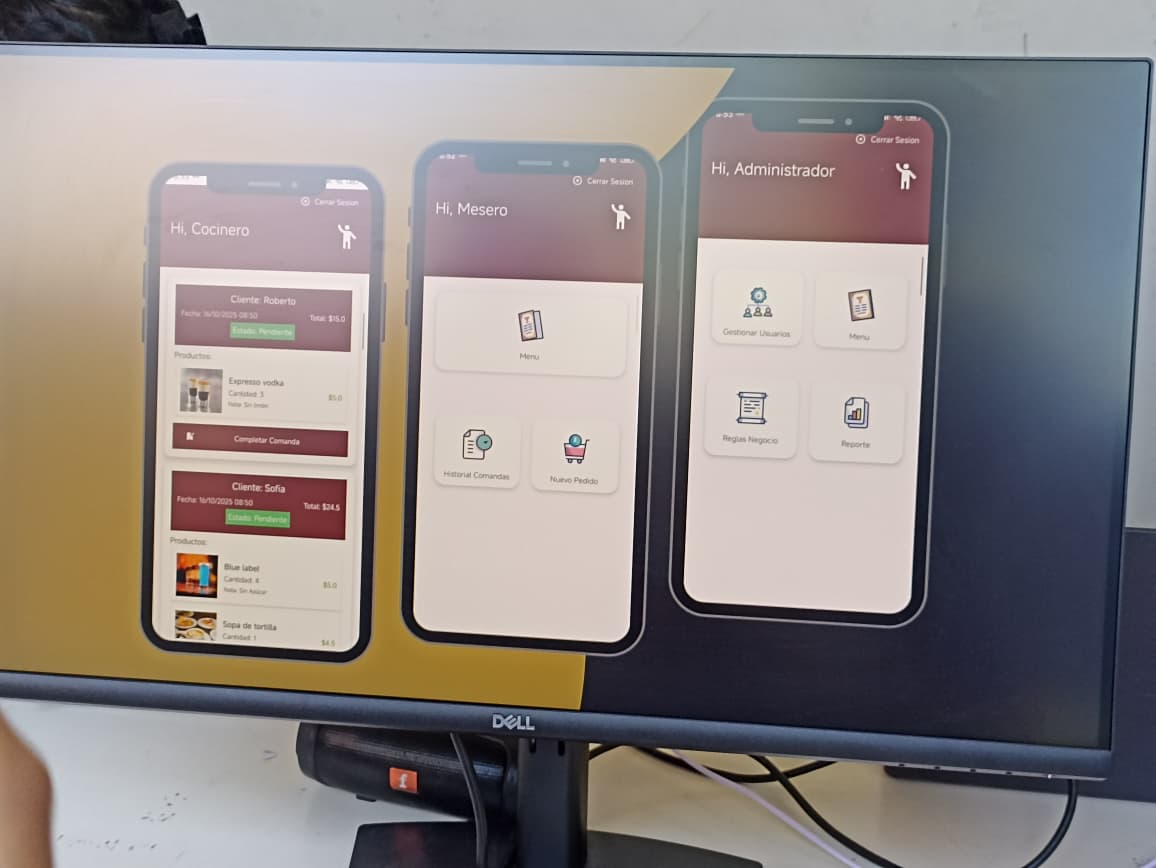 Cerrar Sesion
Hi, Cocinero
Cliente: Roberto
Fecha: 16/10/2025 08:50
Total: $15.0
Estado: Pendiente
Productos:
Expresso vodka
Cantidad: 3
Nota: Sin limón
$5.0
Completar Comanda
Cliente: Sofia
Fecha: 16/10/2025 08:50
Total: $24.5
Estado: Pendiente
Productos:
Blue label
Cantidad: 4
Nota: Sin Azúcar
$5.0
Sopa de tortilla
Cantidad: 1
$4.5
Cerrar Sesion
Hi, Mesero
Menu
Historial Comandas
Nuevo Pedido
Cerrar Sesion
Hi, Administrador
Gestionar Usuarios
Menu
Reglas Negocio
Reporte
DELL
f